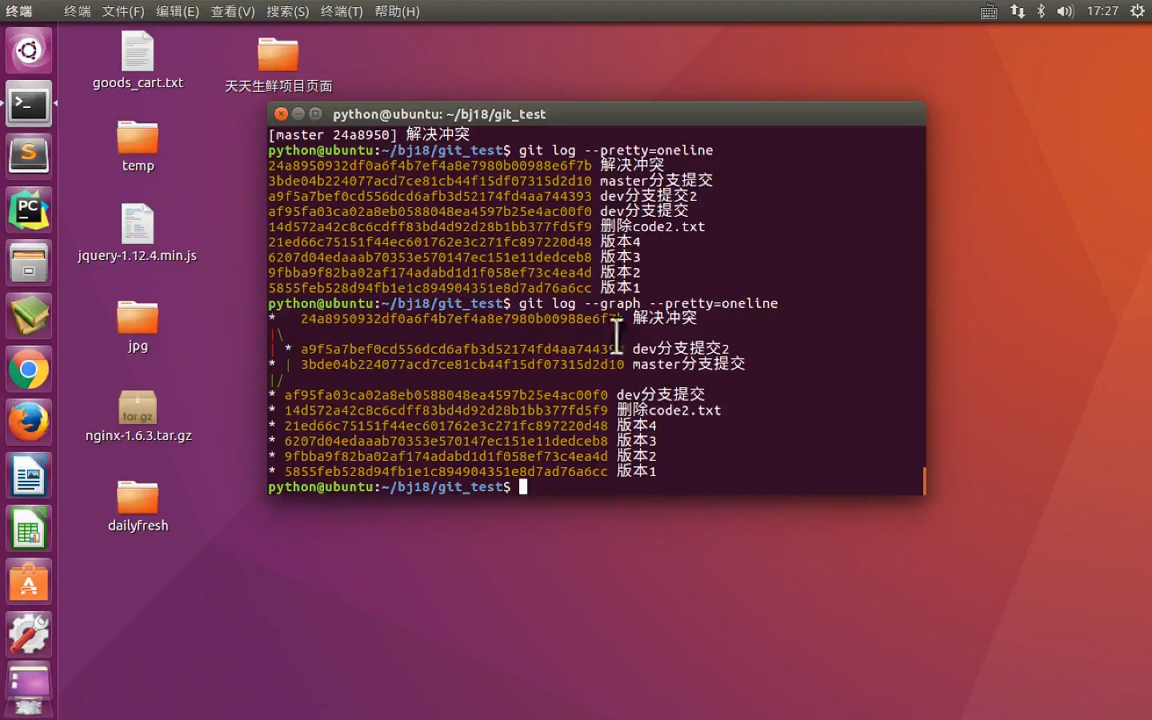 终端 终端 文件(F) 编辑(E) 查看(V) 搜索(S) 终端(T) 帮助(H) 17:27
goods_cart.txt
天天生鲜项目页面
temp
jquery-1.12.4.min.js
jpg
tar.gz
nginx-1.6.3.tar.gz
dailyfresh
python@ubuntu: ~/bj18/git_test
[master 24a8950] 解决冲突
python@ubuntu:~/bj18/git_test$ git log --pretty=oneline
24a8950932df0a6f4b7ef4a8e7980b00988e6f7b 解决冲突
3bde04b224077acd7ce81cb44f15df07315d2d10 master分支提交
a9f5a7bef0cd556dcd6afb3d52174fd4aa744393 dev分支提交2
af95fa03ca02a8eb0588048ea4597b25e4ac00f0 dev分支提交
14d572a42c8c6cdff83bd4d92d28b1bb377fd5f9 删除code2.txt
21ed66c75151f44ec601762e3c271fc897220d48 版本4
6207d04edaaab70353e570147ec151e11dedceb8 版本3
9fbba9f82ba02af174adabd1d1f058ef73c4ea4d 版本2
5855feb528d94fb1e1c894904351e8d7ad76a6cc 版本1
python@ubuntu:~/bj18/git_test$ git log --graph --pretty=oneline
*   24a8950932df0a6f4b7ef4a8e7980b00988e6f7b 解决冲突
|\
| * a9f5a7bef0cd556dcd6afb3d52174fd4aa744393 dev分支提交2
* | 3bde04b224077acd7ce81cb44f15df07315d2d10 master分支提交
|/
* af95fa03ca02a8eb0588048ea4597b25e4ac00f0 dev分支提交
* 14d572a42c8c6cdff83bd4d92d28b1bb377fd5f9 删除code2.txt
* 21ed66c75151f44ec601762e3c271fc897220d48 版本4
* 6207d04edaaab70353e570147ec151e11dedceb8 版本3
* 9fbba9f82ba02af174adabd1d1f058ef73c4ea4d 版本2
* 5855feb528d94fb1e1c894904351e8d7ad76a6cc 版本1
python@ubuntu:~/bj18/git_test$